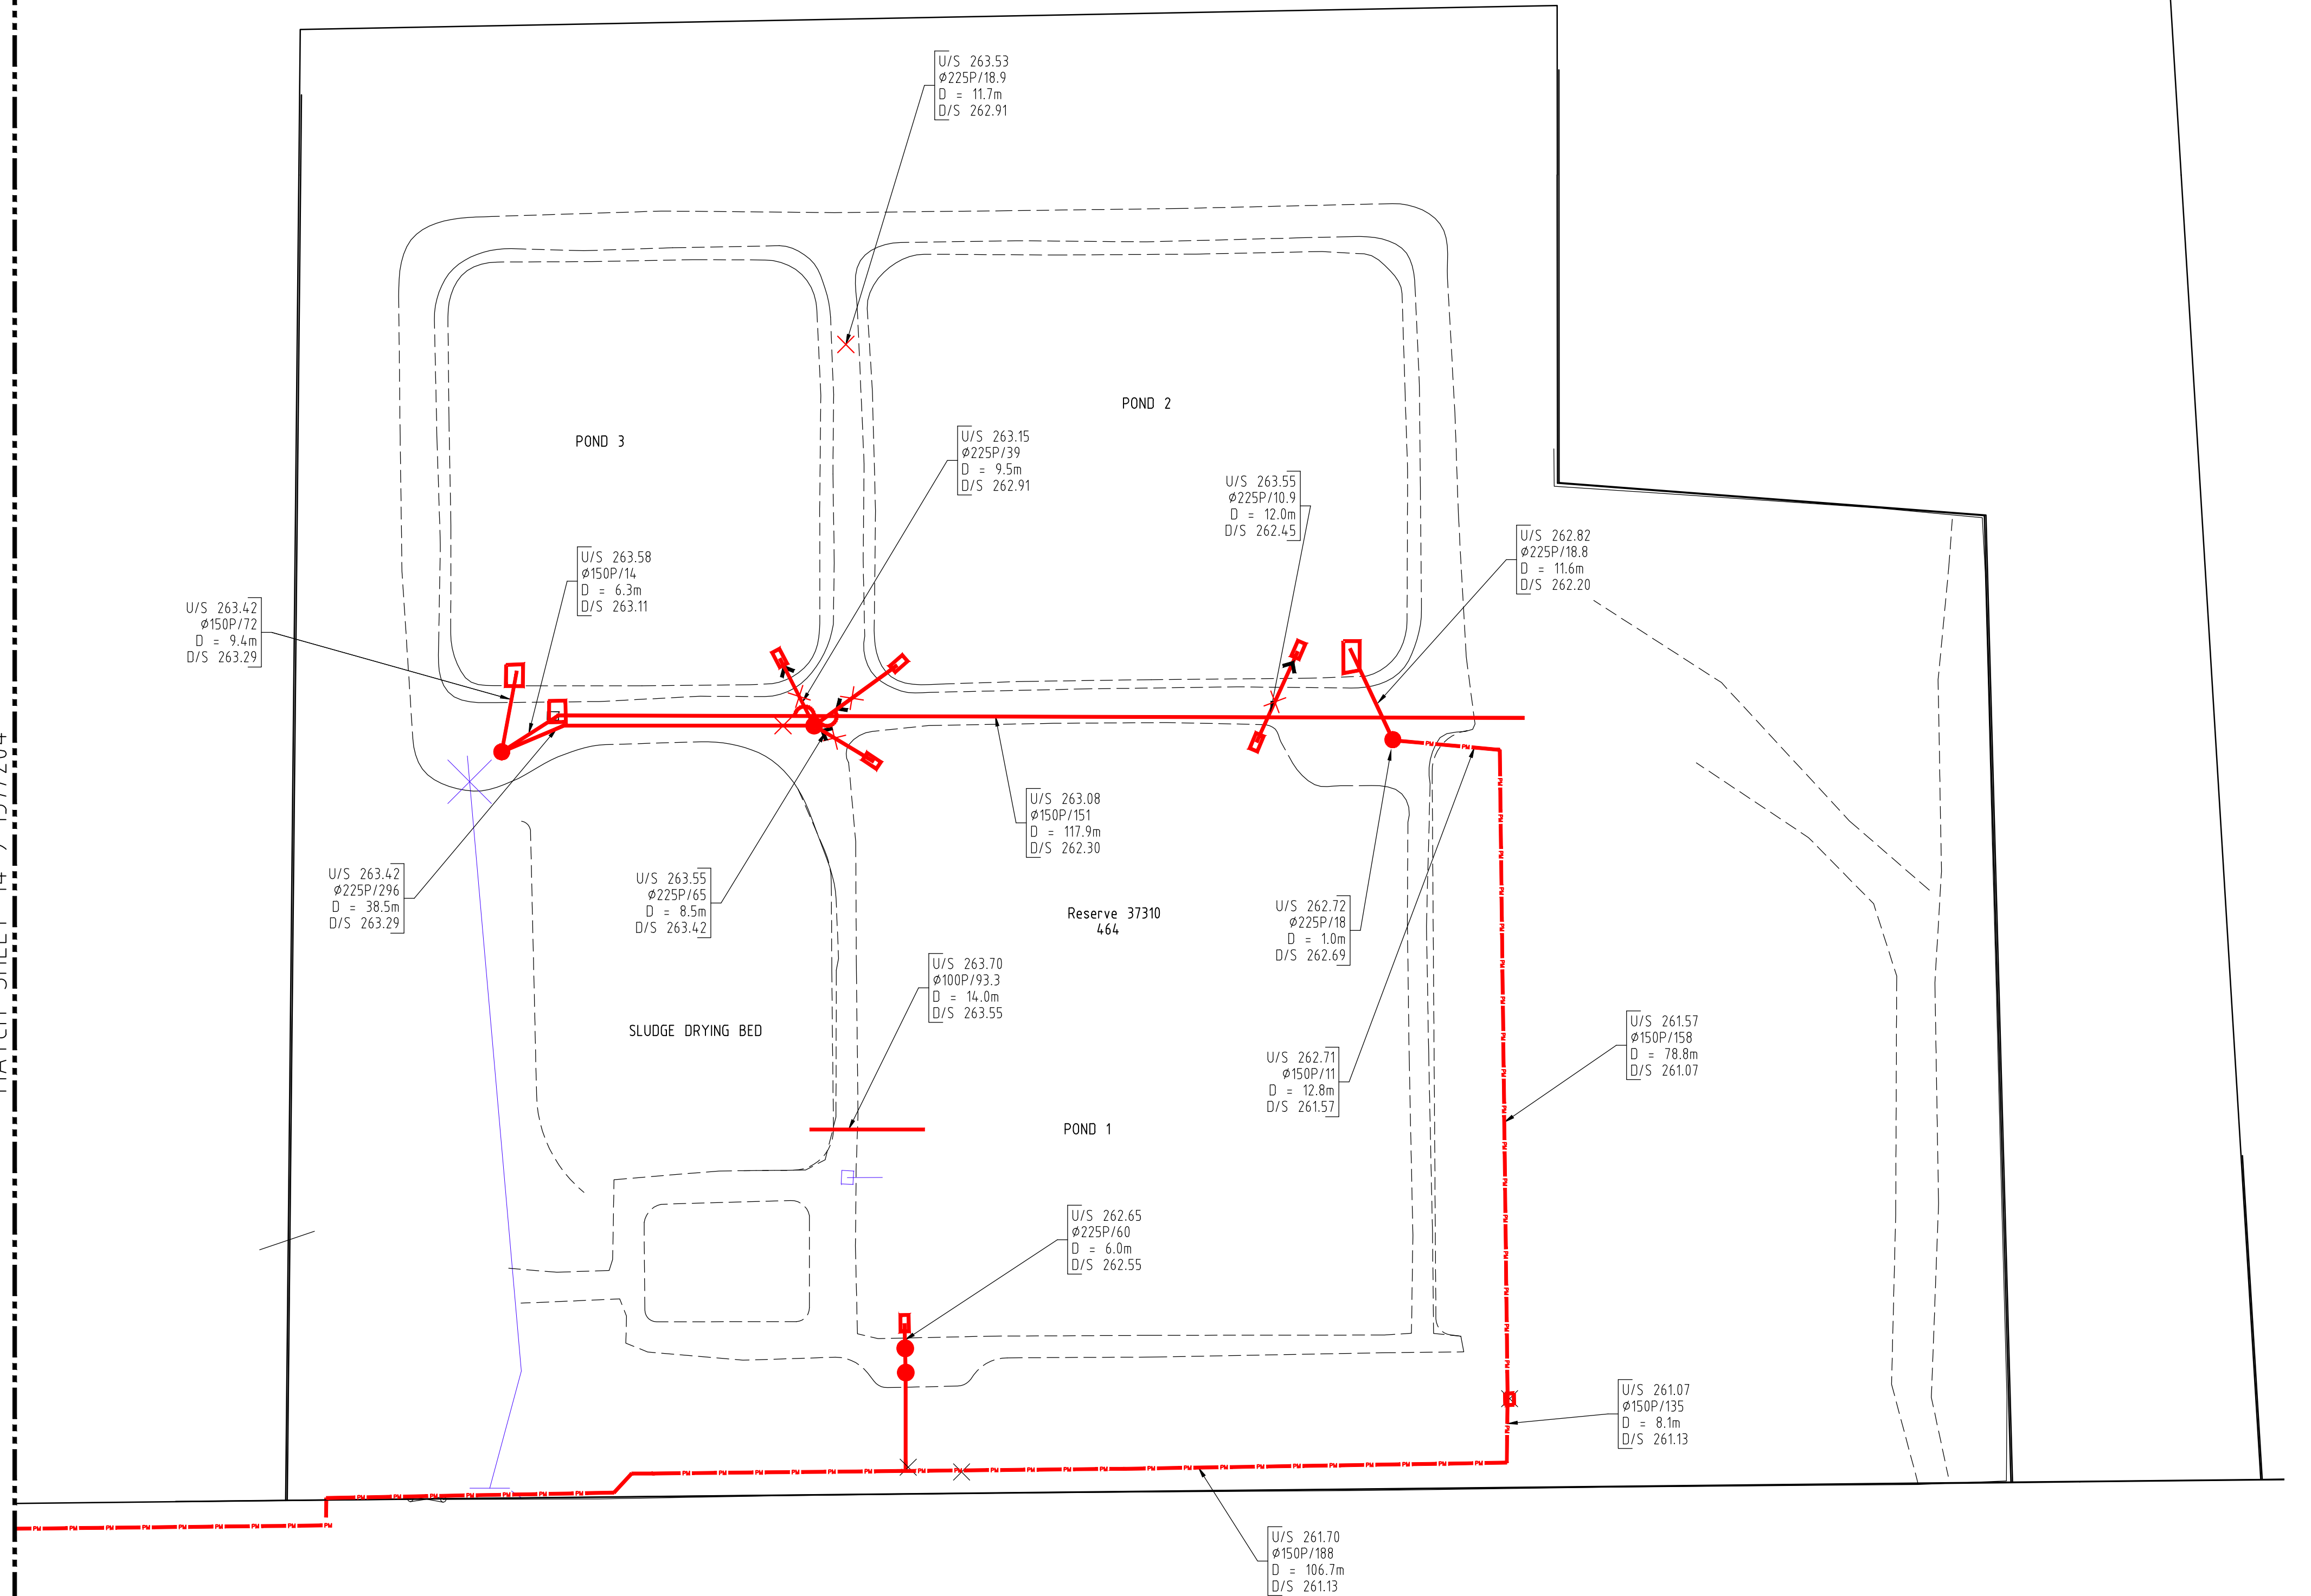 U/S 263.53
Ø225P/18.9
D = 11.7m
D/S 262.91
POND 2
POND 3
U/S 263.15
Ø225P/39
D = 9.5m
D/S 262.91
U/S 263.55
Ø225P/10.9
D = 12.0m
D/S 262.45
U/S 262.82
Ø225P/18.8
D = 11.6m
D/S 262.20
U/S 263.58
Ø150P/14
D = 6.3m
D/S 263.11
U/S 263.42
Ø150P/72
D = 9.4m
D/S 263.29
U/S 263.08
Ø150P/151
D = 117.9m
D/S 262.30
U/S 263.42
Ø225P/296
D = 38.5m
D/S 263.29
U/S 263.55
Ø225P/65
D = 8.5m
D/S 263.42
Reserve 37310
464
U/S 262.72
Ø225P/18
D = 1.0m
D/S 262.69
U/S 263.70
Ø100P/93.3
D = 14.0m
D/S 263.55
SLUDGE DRYING BED
U/S 262.71
Ø150P/11
D = 12.8m
D/S 261.57
U/S 261.57
Ø150P/158
D = 78.8m
D/S 261.07
POND 1
U/S 262.65
Ø225P/60
D = 6.0m
D/S 262.55
U/S 261.07
Ø150P/135
D = 8.1m
D/S 261.13
U/S 261.70
Ø150P/188
D = 106.7m
D/S 261.13